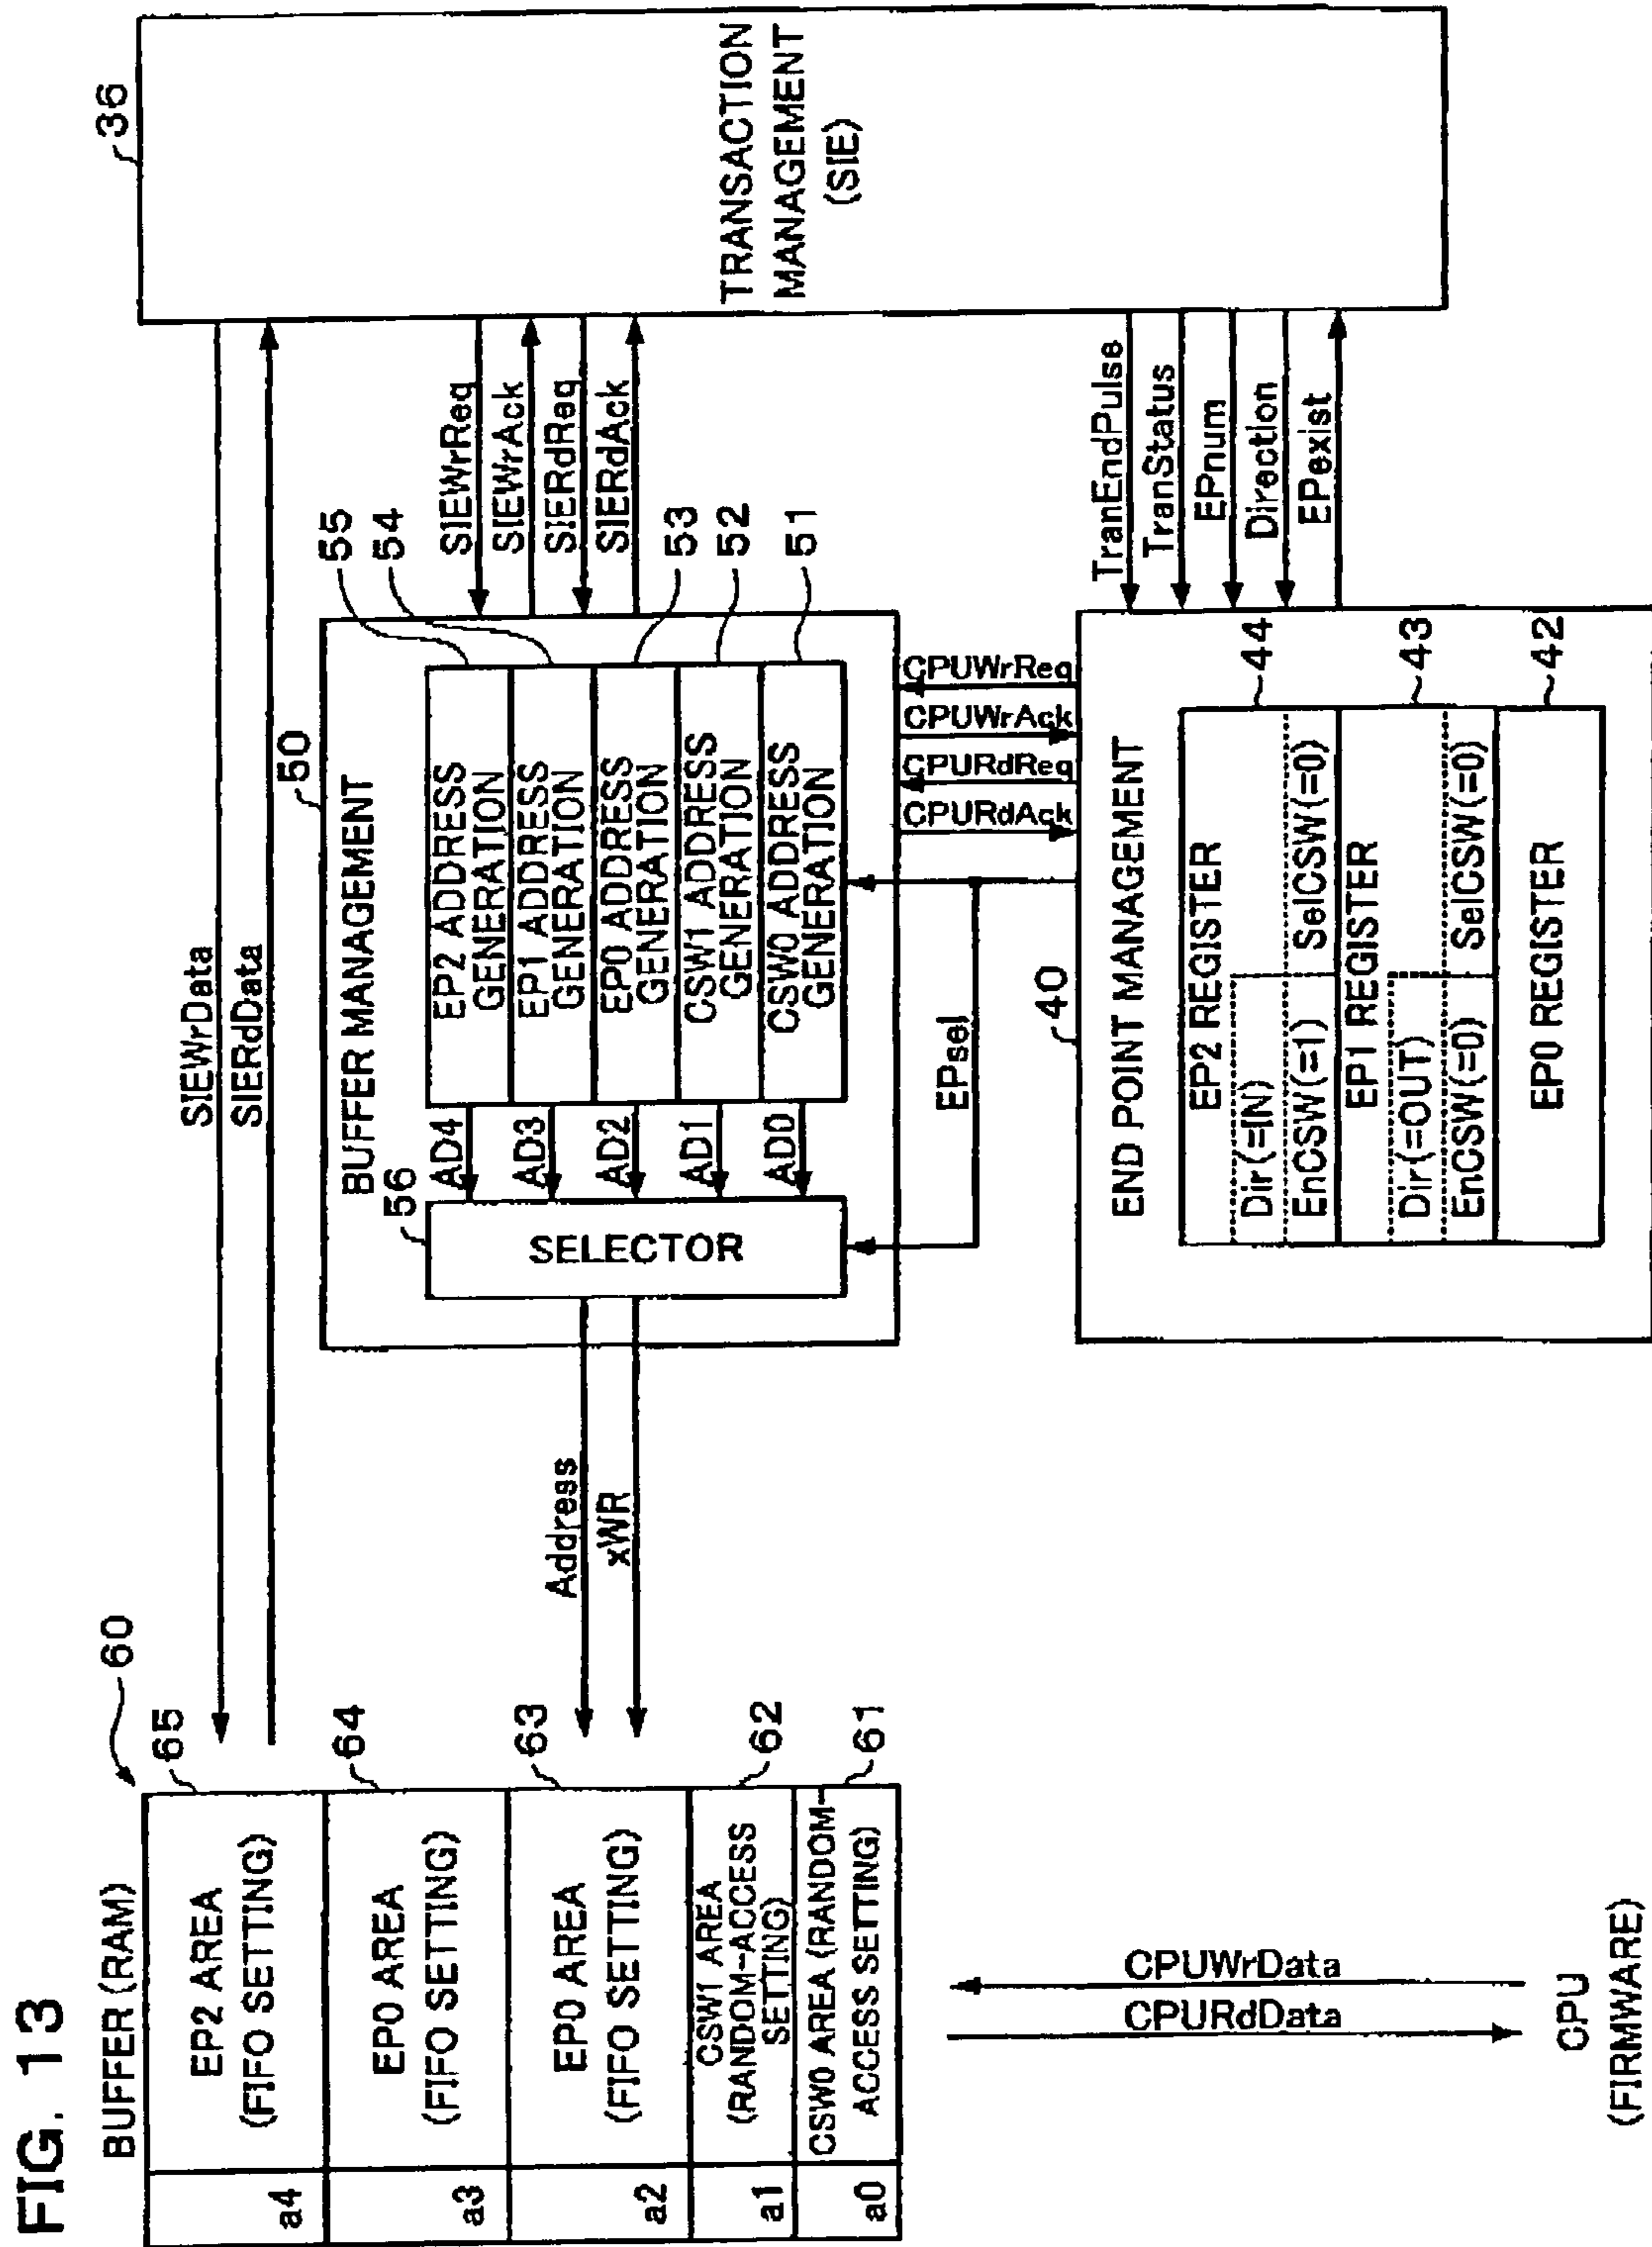 FIG. 13
BUFFER (RAM)
60
a4
EP2 AREA
(FIFO SETTING)
65
a3
EP0 AREA
(FIFO SETTING)
64
a2
EP0 AREA
(FIFO SETTING)
63
a1
CSW1 AREA
(RANDOM-ACCESS
SETTING)
62
a0
CSW0 AREA (RANDOM-
ACCESS SETTING)
61
CPUWrData
CPURdData
CPU
(FIRMWARE)
SIEWrData
SIERdData
Address
xWR
50
BUFFER MANAGEMENT
56
SELECTOR
AD4
AD3
AD2
AD1
AD0
EP2 ADDRESS
GENERATION
EP1 ADDRESS
GENERATION
EP0 ADDRESS
GENERATION
CSW1 ADDRESS
GENERATION
CSW0 ADDRESS
GENERATION
55
54
53
52
51
SIEWrReq
SIEWrAck
SIERdReq
SIERdAck
EPsel
CPUWrReq
CPUWrAck
CPURdReq
CPURdAck
40
END POINT MANAGEMENT
EP2 REGISTER
Dir(=IN)
EnCSW(=1)
SelCSW(=0)
EP1 REGISTER
Dir(=OUT)
EnCSW(=0)
SelCSW(=0)
EP0 REGISTER
44
43
42
TranEndPulse
TranStatus
EPnum
Direction
EPexist
36
TRANSACTION
MANAGEMENT
(SIE)